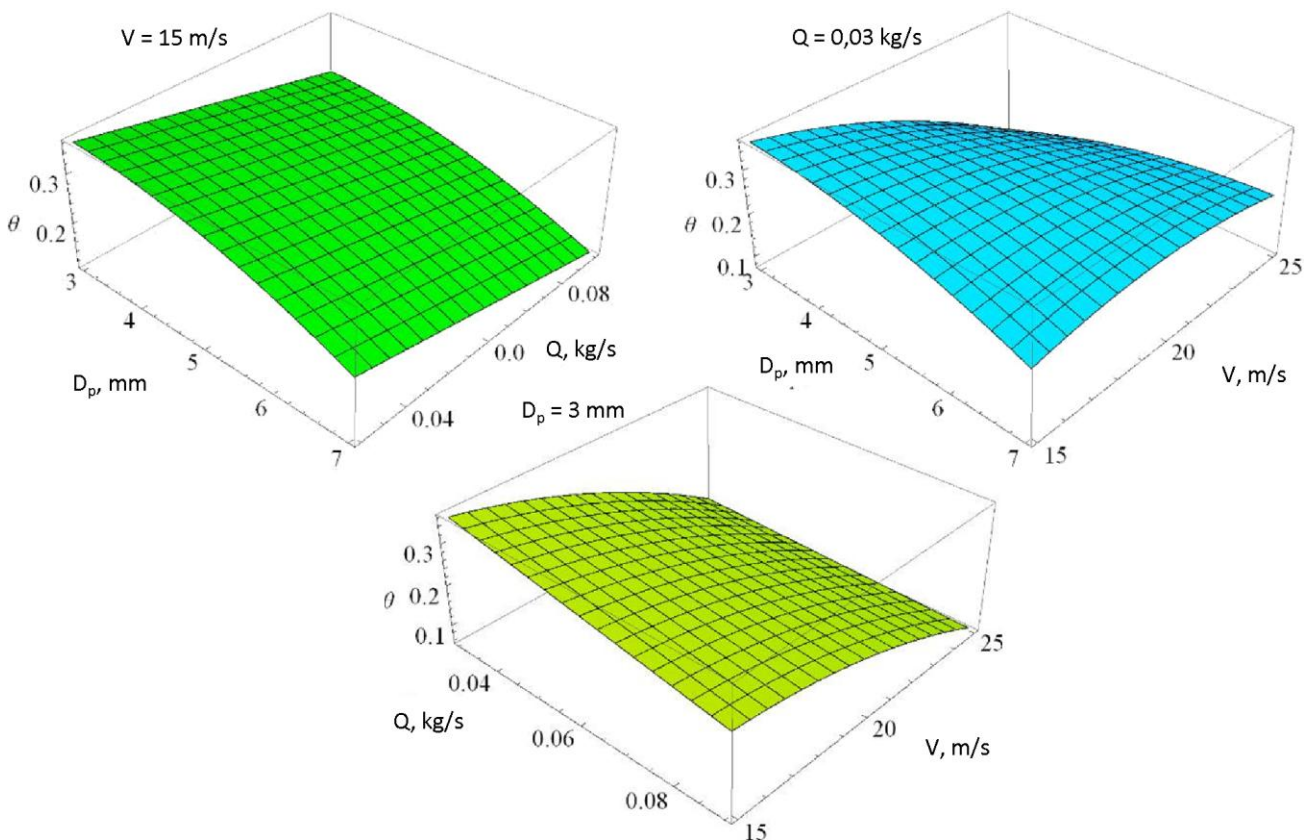 V = 15 m/s
0.3
θ
0.2
3
4
5
6
7
D_p, mm
0.04
0.0
0.08
Q, kg/s
Q = 0,03 kg/s
0.3
θ
0.2
0.1
3
4
5
6
7
D_p, mm
15
20
25
V, m/s
D_p = 3 mm
0.3
θ
0.2
0.1
0.04
0.06
0.08
Q, kg/s
15
20
25
V, m/s